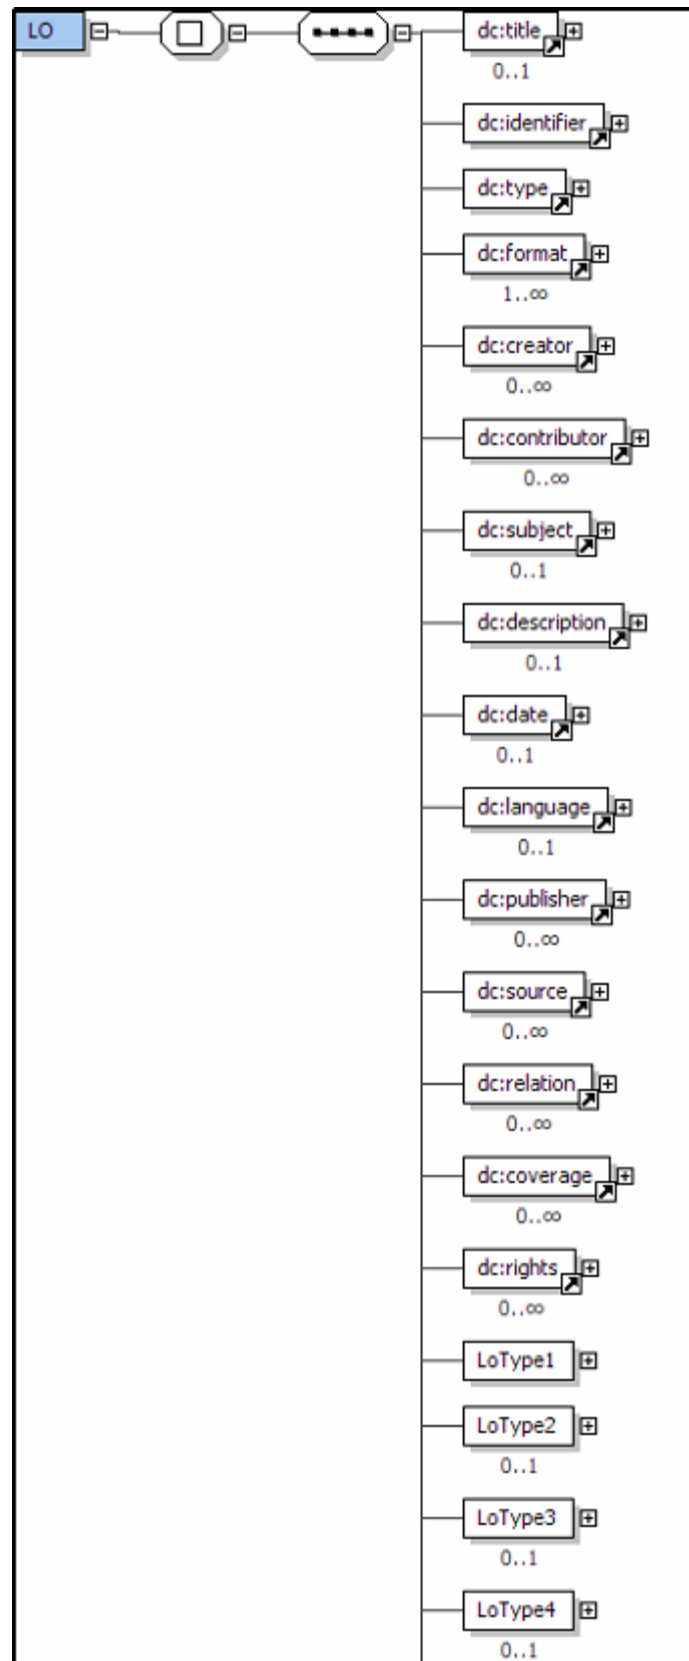 LO
dc:title
0..1
dc:identifier
dc:type
dc:format
1..∞
dc:creator
0..∞
dc:contributor
0..∞
dc:subject
0..1
dc:description
0..1
dc:date
0..1
dc:language
0..1
dc:publisher
0..∞
dc:source
0..∞
dc:relation
0..∞
dc:coverage
0..∞
dc:rights
0..∞
LoType1
LoType2
0..1
LoType3
0..1
LoType4
0..1